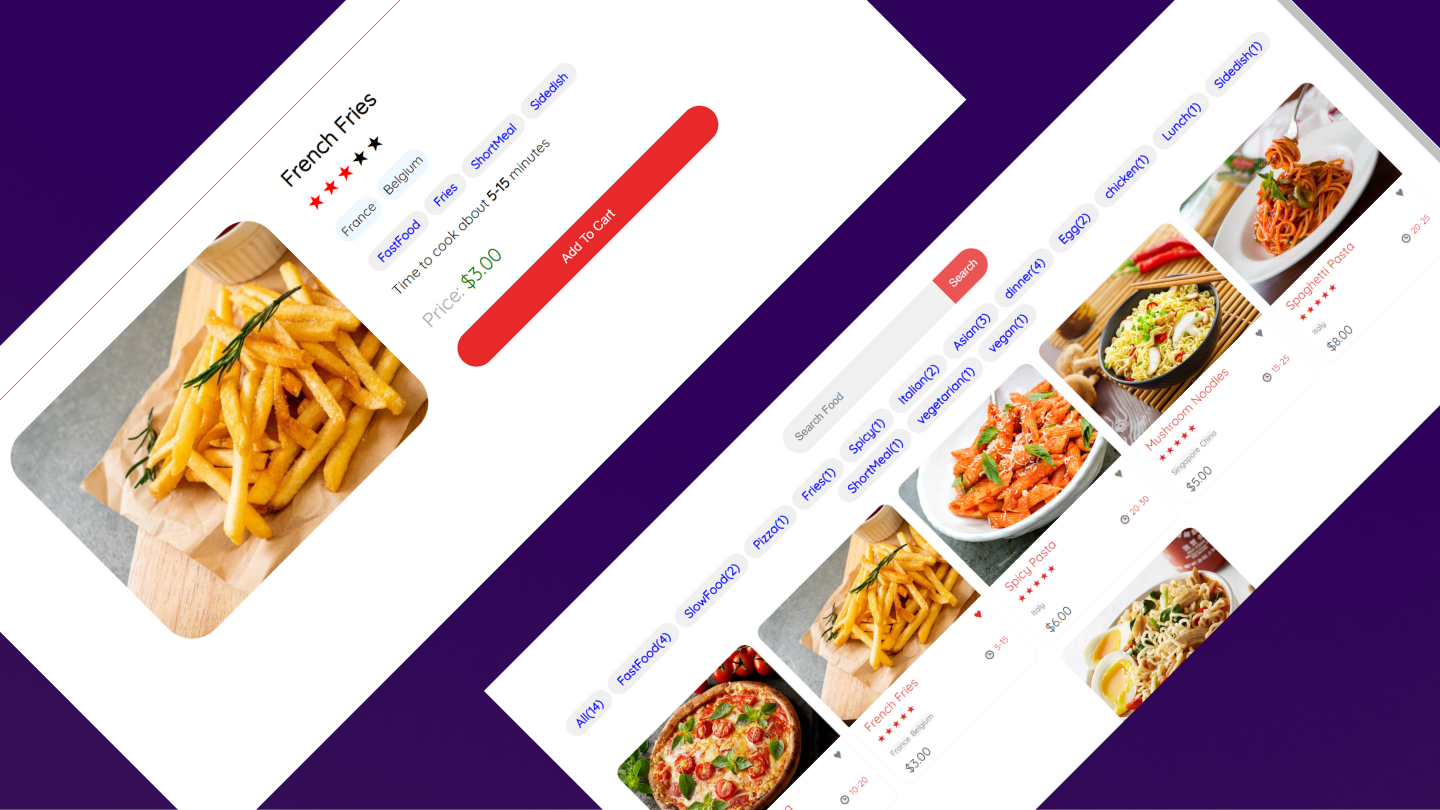 French Fries
France Belgium
FastFood Fries ShortMeal Sidedish
Time to cook about 5-15 minutes
Price: $3.00
Add To Cart
Search Food Search
All(14) FastFood(4) SlowFood(2) Pizza(1) Fries(1) Spicy(1) Italian(2) Asian(3) dinner(4) Egg(2) chicken(1) Lunch(1) Sidedish(1)
ShortMeal(1) vegetarian(1) vegan(1)
10-20
French Fries
5-15
France Belgium
$3.00
Spicy Pasta
20-30
Italy
$6.00
Mushroom Noodles
15-25
Singapore China
$5.00
Spaghetti Pasta
20-25
Italy
$8.00